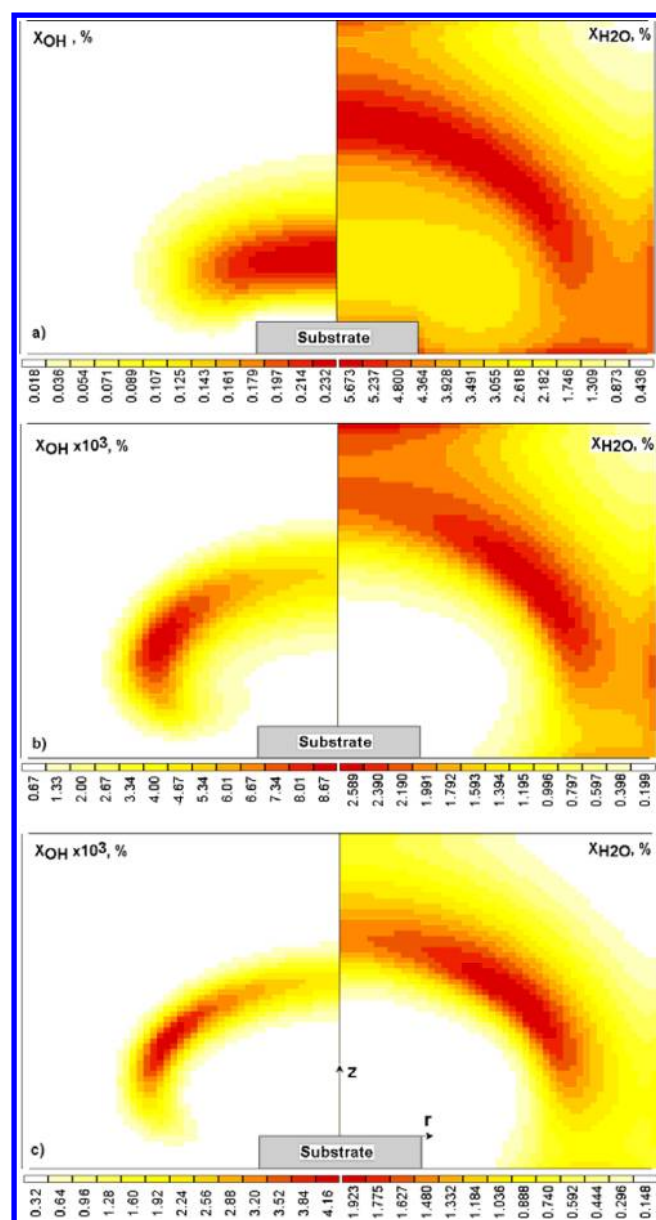 XOH , %
XH2O, %
a)
Substrate
0.018 0.036 0.054 0.071 0.089 0.107 0.125 0.143 0.161 0.179 0.197 0.214 0.232 5.673 5.237 4.800 4.364 3.928 3.491 3.055 2.618 2.182 1.746 1.309 0.873 0.436
XOH x10³, %
XH2O, %
b)
Substrate
0.67 1.33 2.00 2.67 3.34 4.00 4.67 5.34 6.01 6.67 7.34 8.01 8.67 2.589 2.390 2.190 1.991 1.792 1.593 1.394 1.195 0.996 0.797 0.597 0.398 0.199
XOH x10³, %
XH2O, %
z
r
c)
Substrate
0.32 0.64 0.96 1.28 1.60 1.92 2.24 2.56 2.88 3.20 3.52 3.84 4.16 1.923 1.775 1.627 1.480 1.332 1.184 1.036 0.888 0.740 0.592 0.444 0.296 0.148